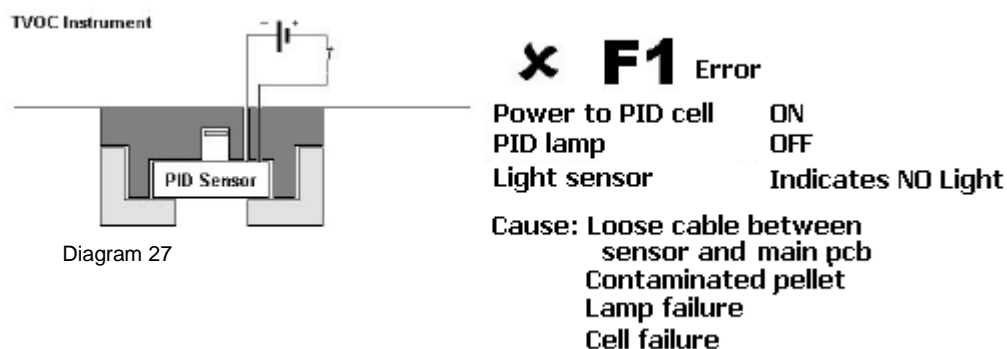 TVOC Instrument
- +
PID Sensor
Diagram 27
✘ F1 Error
Power to PID cell ON
PID lamp OFF
Light sensor Indicates NO Light
Cause: Loose cable between
sensor and main pcb
Contaminated pellet
Lamp failure
Cell failure